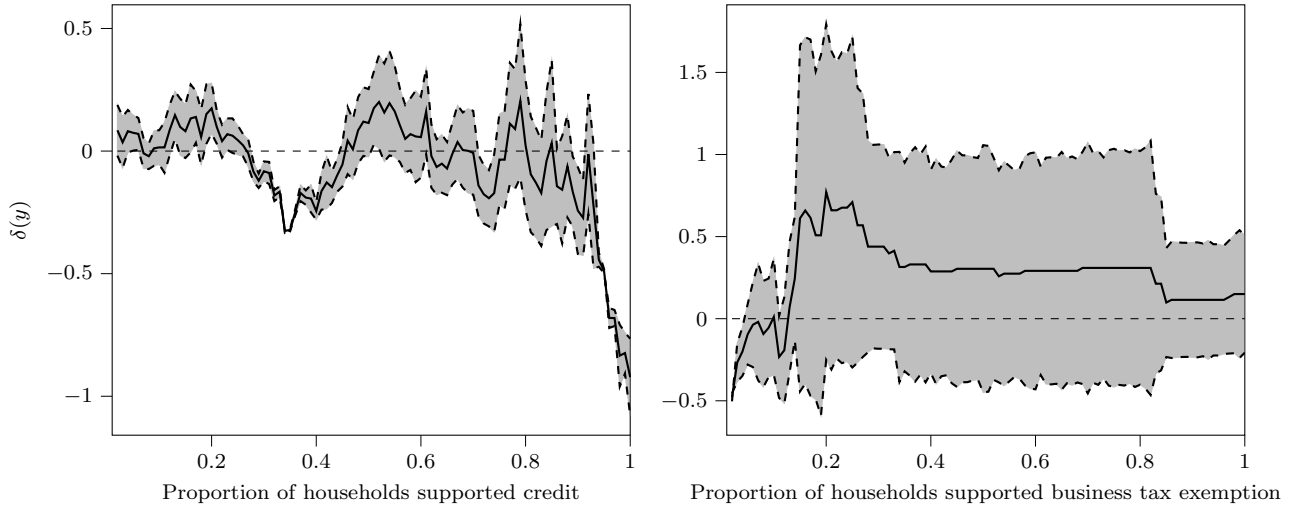 0.5
0
−0.5
−1
δ(y)
0.2 0.4 0.6 0.8 1
Proportion of households supported credit
1.5
1
0.5
0
−0.5
0.2 0.4 0.6 0.8 1
Proportion of households supported business tax exemption